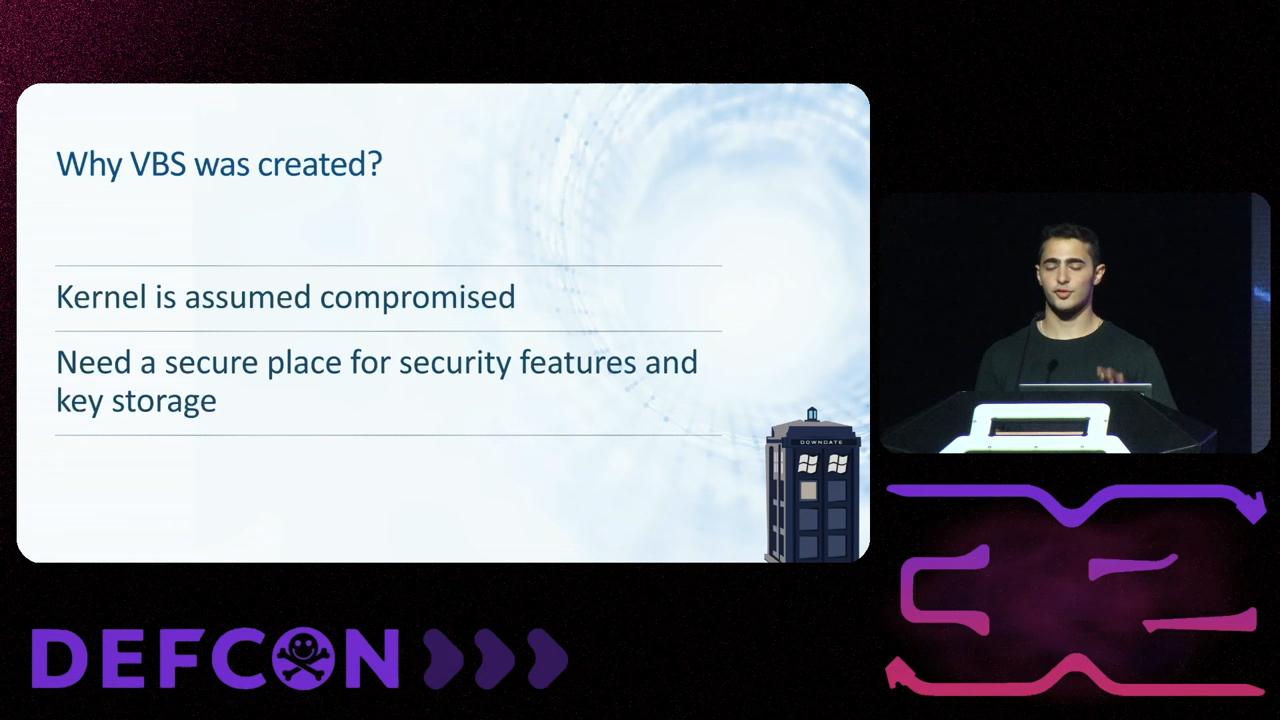 Why VBS was created?
Kernel is assumed compromised
Need a secure place for security features and
key storage
DOWNDATE
DEFCON